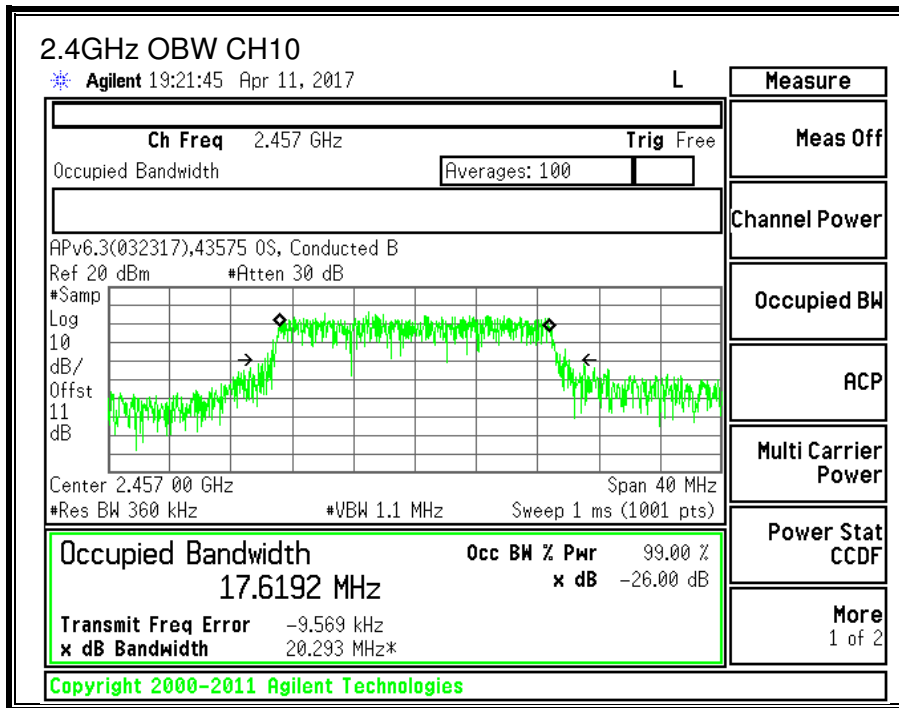 2.4GHz OBW CH10
Agilent 19:21:45 Apr 11, 2017 L
Measure
Ch Freq 2.457 GHz Trig Free
Meas Off
Occupied Bandwidth Averages: 100
Channel Power
APv6.3(032317),43575 OS, Conducted B
Ref 20 dBm #Atten 30 dB
#Samp
Log
10
dB/
Offst
11
dB
Occupied BW
ACP
Multi Carrier
Power
Center 2.457 00 GHz Span 40 MHz
#Res BW 360 kHz #VBW 1.1 MHz Sweep 1 ms (1001 pts)
Power Stat
CCDF
Occupied Bandwidth Occ BW % Pwr 99.00 %
17.6192 MHz x dB -26.00 dB
Transmit Freq Error -9.569 kHz
x dB Bandwidth 20.293 MHz*
More
1 of 2
Copyright 2000-2011 Agilent Technologies